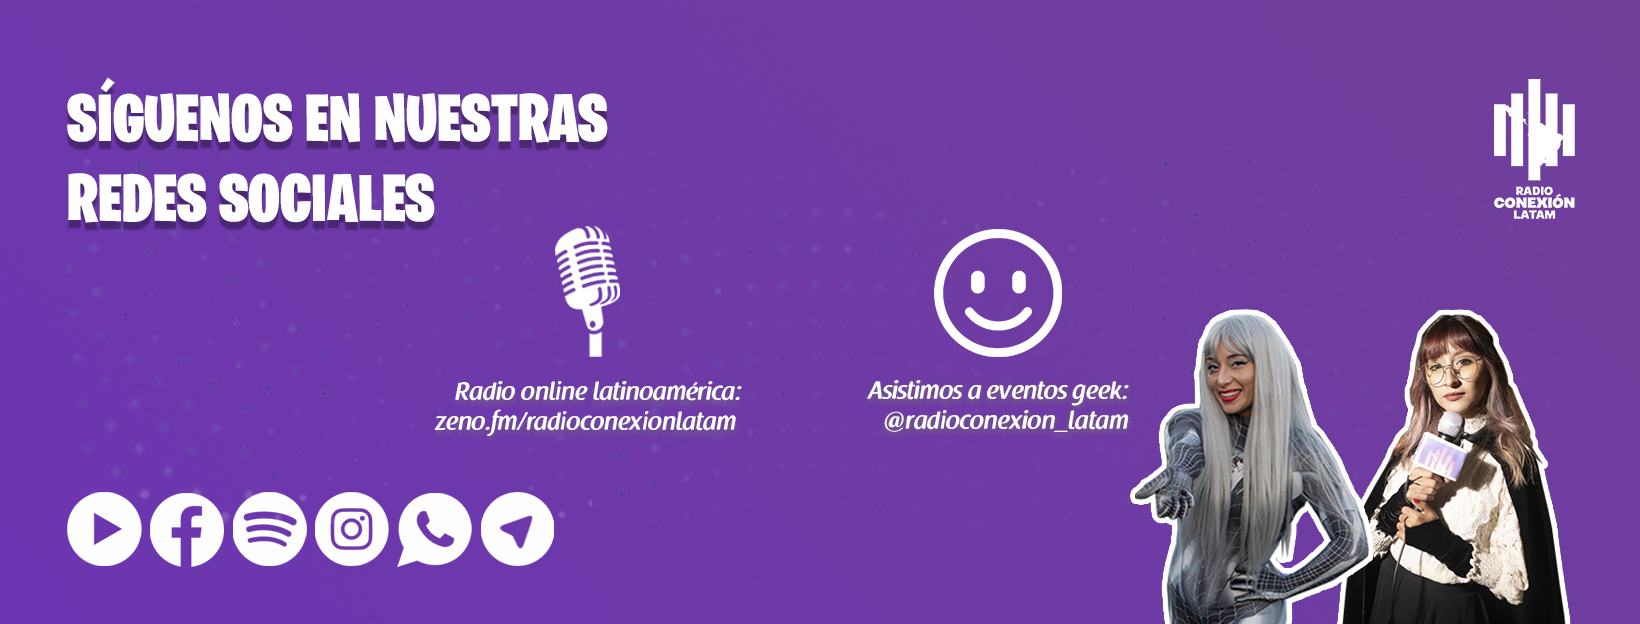 SÍGUENOS EN NUESTRAS
REDES SOCIALES
RADIO
CONEXIÓN
LATAM
Radio online latinoamérica:
zeno.fm/radioconexionlatam
Asistimos a eventos geek:
@radioconexion_latam